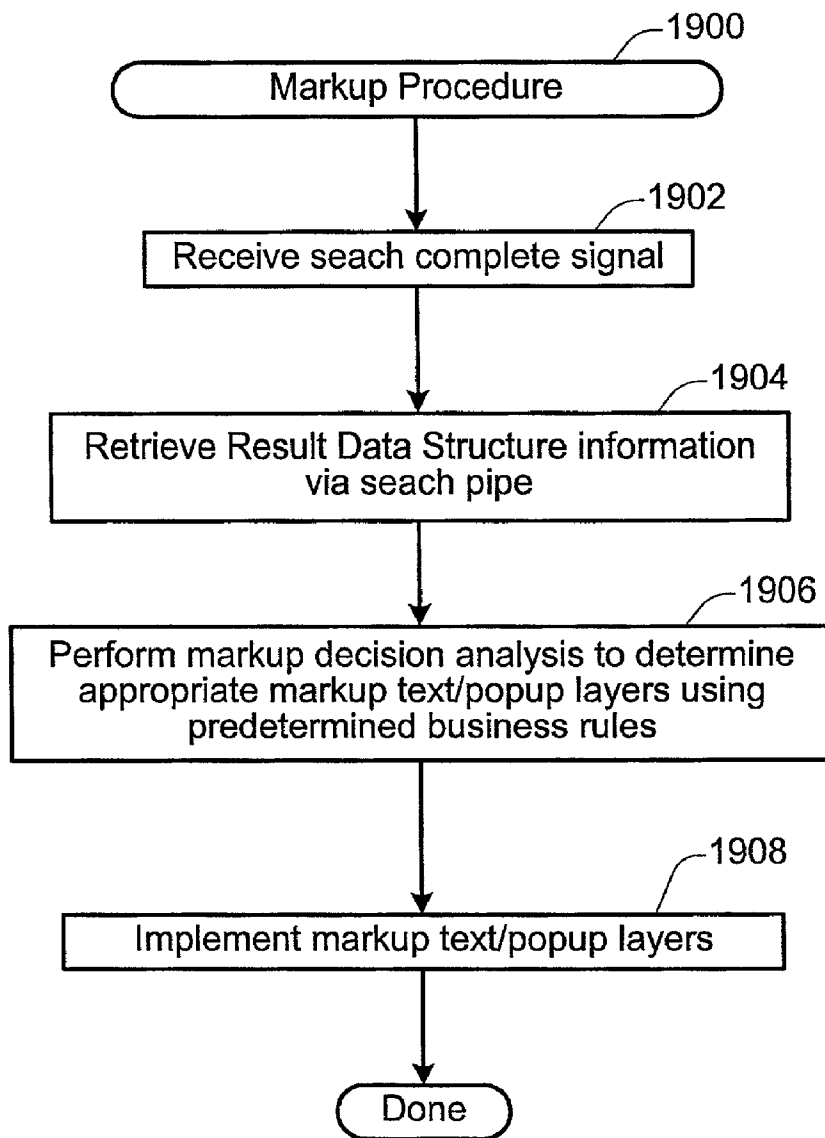 1900
Markup Procedure
1902
Receive seach complete signal
1904
Retrieve Result Data Structure information
via seach pipe
1906
Perform markup decision analysis to determine
appropriate markup text/popup layers using
predetermined business rules
1908
Implement markup text/popup layers
Done